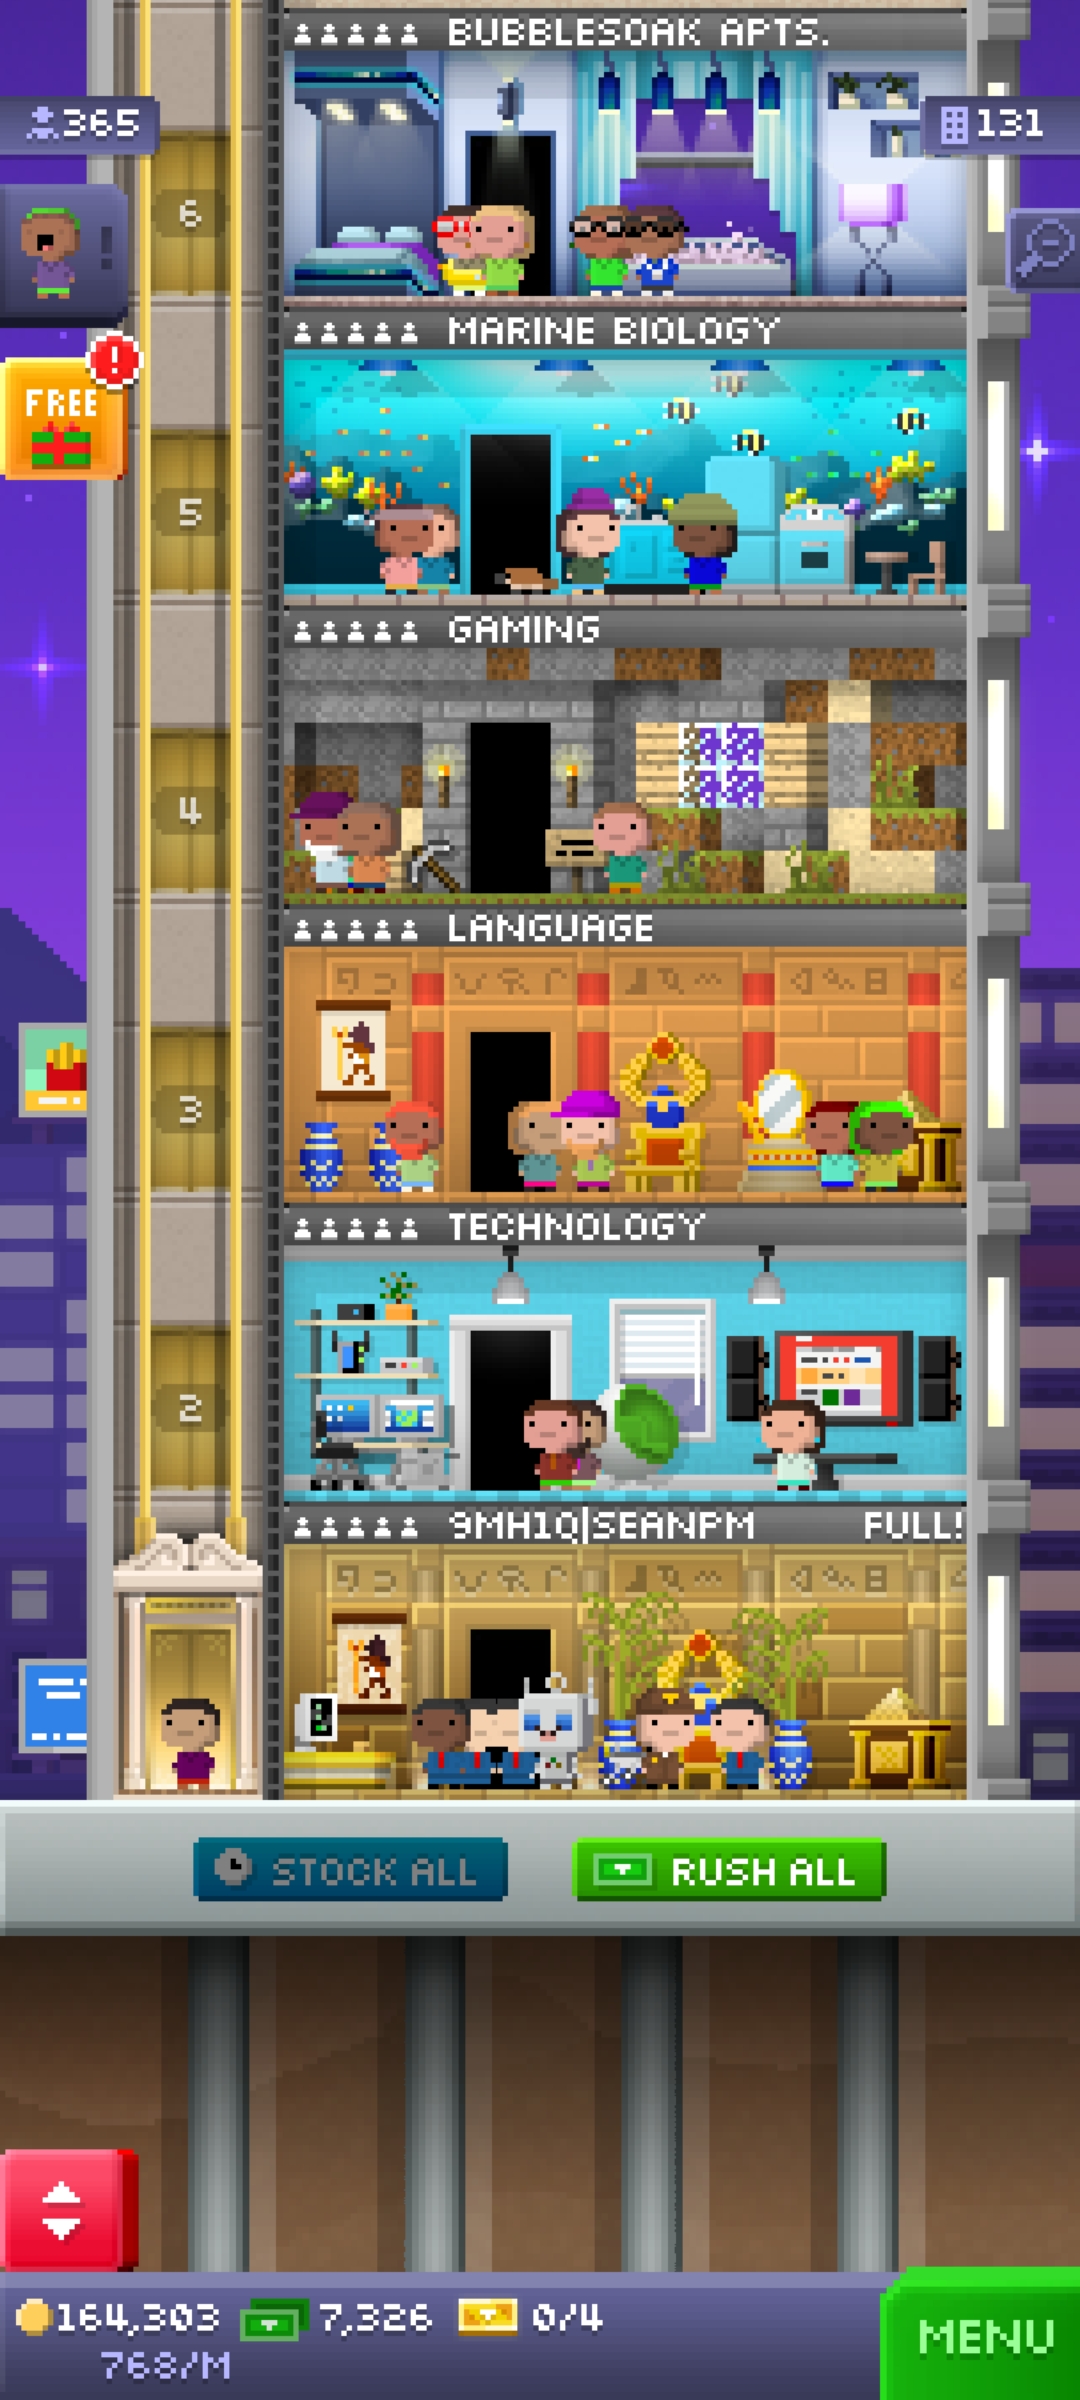 BUBBLESOAK APTS.
365
131
6
MARINE BIOLOGY
FREE
!
5
GAMING
4
LANGUAGE
3
TECHNOLOGY
2
9MH1Q|SEANPM FULL!
STOCK ALL
RUSH ALL
164,303 7,326 0/4
768/M
MENU